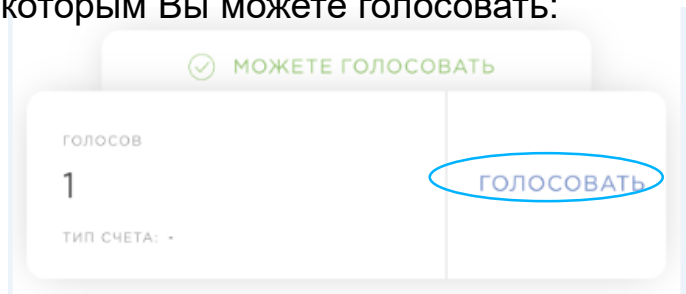 которым Вы можете голосовать:
МОЖЕТЕ ГОЛОСОВАТЬ
ГОЛОСОВ
1
ГОЛОСОВАТЬ
ТИП СЧЕТА: -